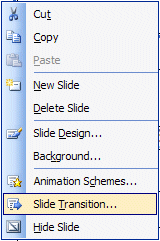 Cut
Copy
Paste
New Slide
Delete Slide
Slide Design...
Background...
Animation Schemes...
Slide Transition...
Hide Slide